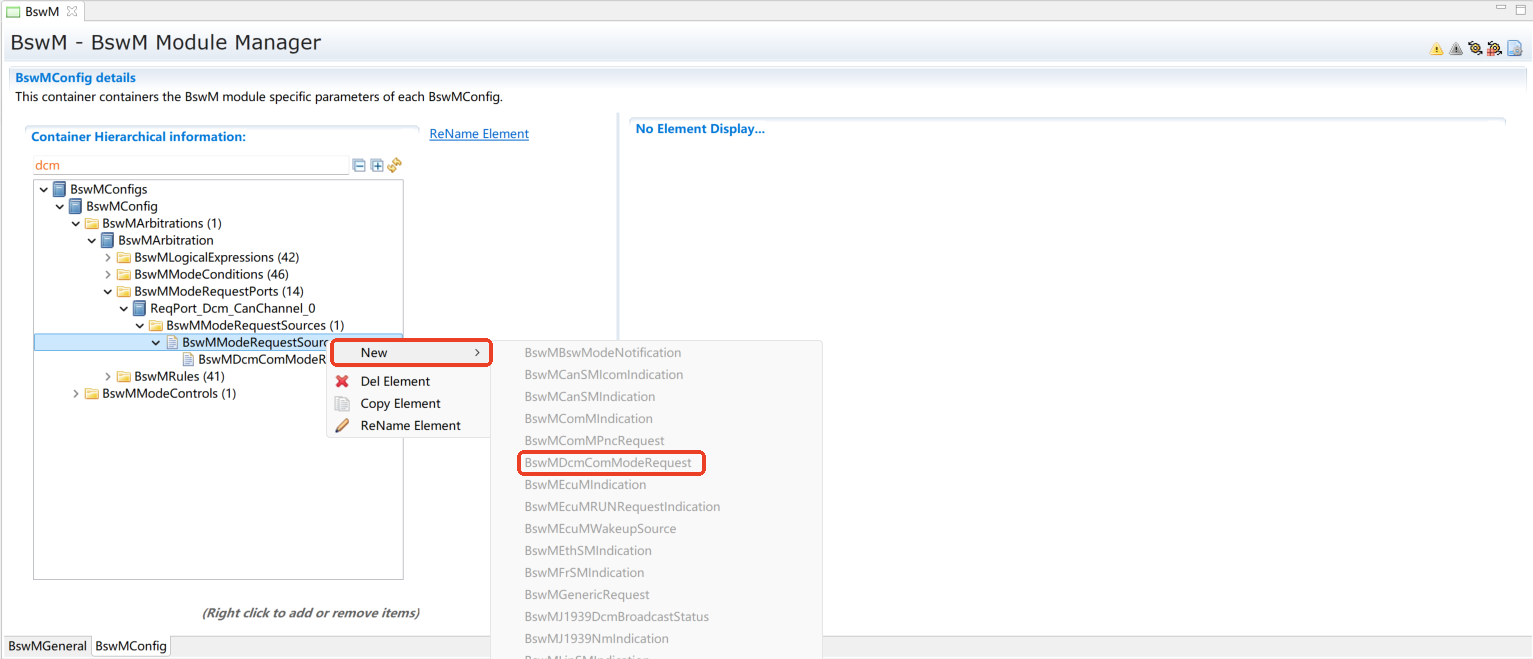 BswM
BswM - BswM Module Manager
BswMConfig details
This container containers the BswM module specific parameters of each BswMConfig.
Container Hierarchical information:
ReName Element
No Element Display...
dcm
BswMConfigs
BswMConfig
BswMArbitrations (1)
BswMArbitration
BswMLogicalExpressions (42)
BswMModeConditions (46)
BswMModeRequestPorts (14)
ReqPort_Dcm_CanChannel_0
BswMModeRequestSources (1)
BswMModeRequestSourc
BswMDcmComModeR
BswMRules (41)
BswMModeControls (1)
New
Del Element
Copy Element
ReName Element
BswMBswModeNotification
BswMCanSMIcomIndication
BswMCanSMIndication
BswMComMIndication
BswMComMPncRequest
BswMDcmComModeRequest
BswMEcuMIndication
BswMEcuMRUNRequestIndication
BswMEcuMWakeupSource
BswMEthSMIndication
BswMFrSMIndication
BswMGenericRequest
BswMJ1939DcmBroadcastStatus
BswMJ1939NmIndication
(Right click to add or remove items)
BswMGeneral
BswMConfig